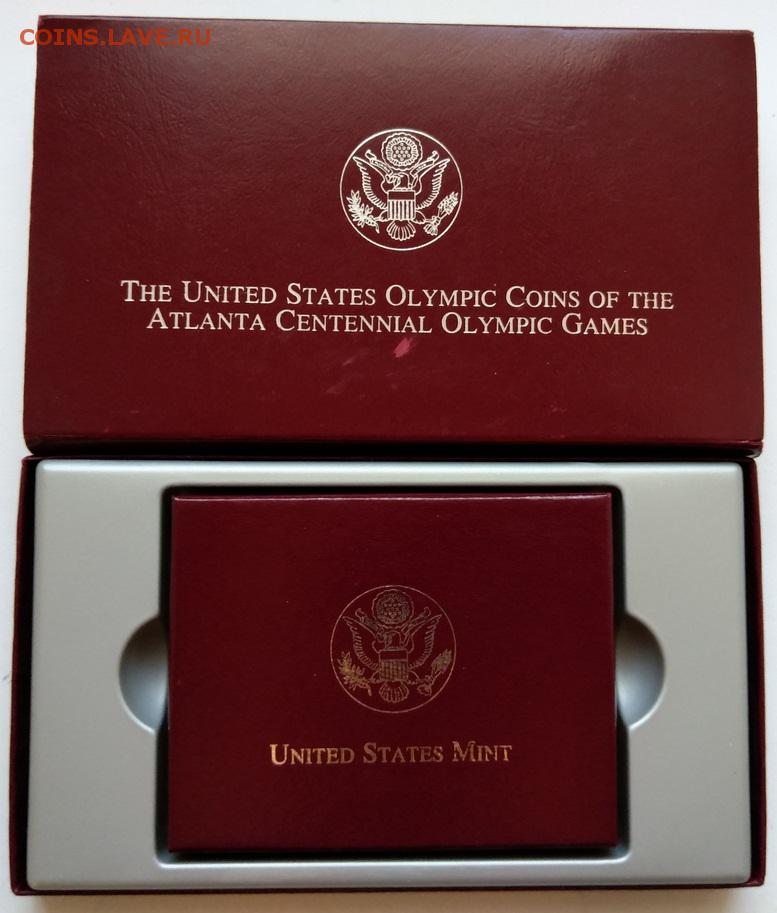 COINS.LAVE.RU
THE UNITED STATES OLYMPIC COINS OF THE
ATLANTA CENTENNIAL OLYMPIC GAMES
UNITED STATES MINT